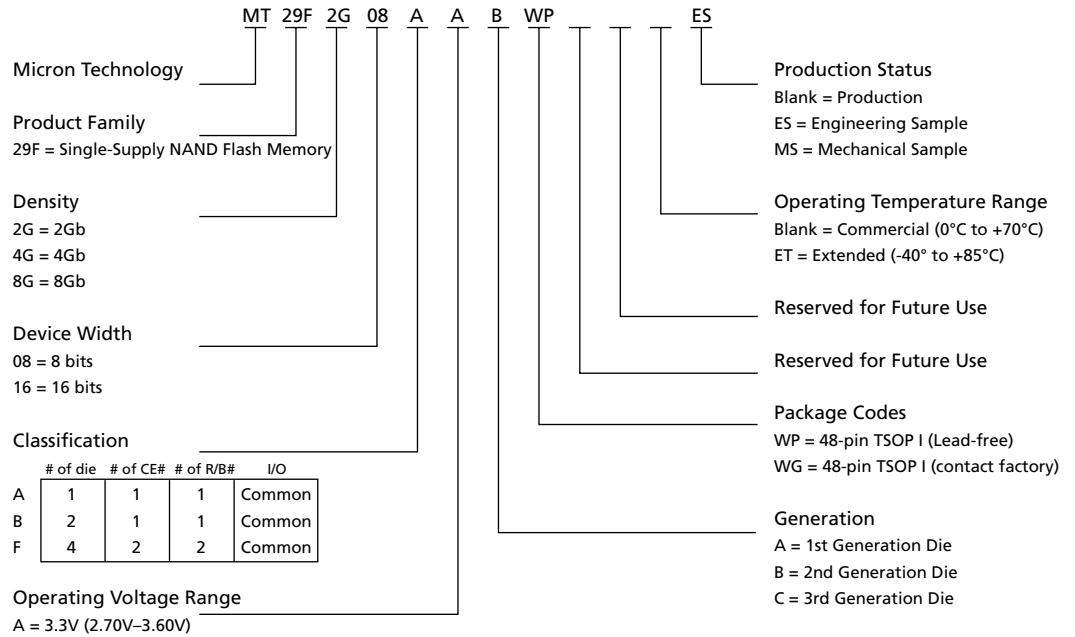 MT 29F 2G 08 A A B WP ES
Micron Technology
Product Family
29F = Single-Supply NAND Flash Memory
Density
2G = 2Gb
4G = 4Gb
8G = 8Gb
Device Width
08 = 8 bits
16 = 16 bits
Classification
# of die # of CE# # of R/B# I/O
A 1 1 1 Common
B 2 1 1 Common
F 4 2 2 Common
Operating Voltage Range
A = 3.3V (2.70V–3.60V)
Production Status
Blank = Production
ES = Engineering Sample
MS = Mechanical Sample
Operating Temperature Range
Blank = Commercial (0°C to +70°C)
ET = Extended (-40° to +85°C)
Reserved for Future Use
Reserved for Future Use
Package Codes
WP = 48-pin TSOP I (Lead-free)
WG = 48-pin TSOP I (contact factory)
Generation
A = 1st Generation Die
B = 2nd Generation Die
C = 3rd Generation Die